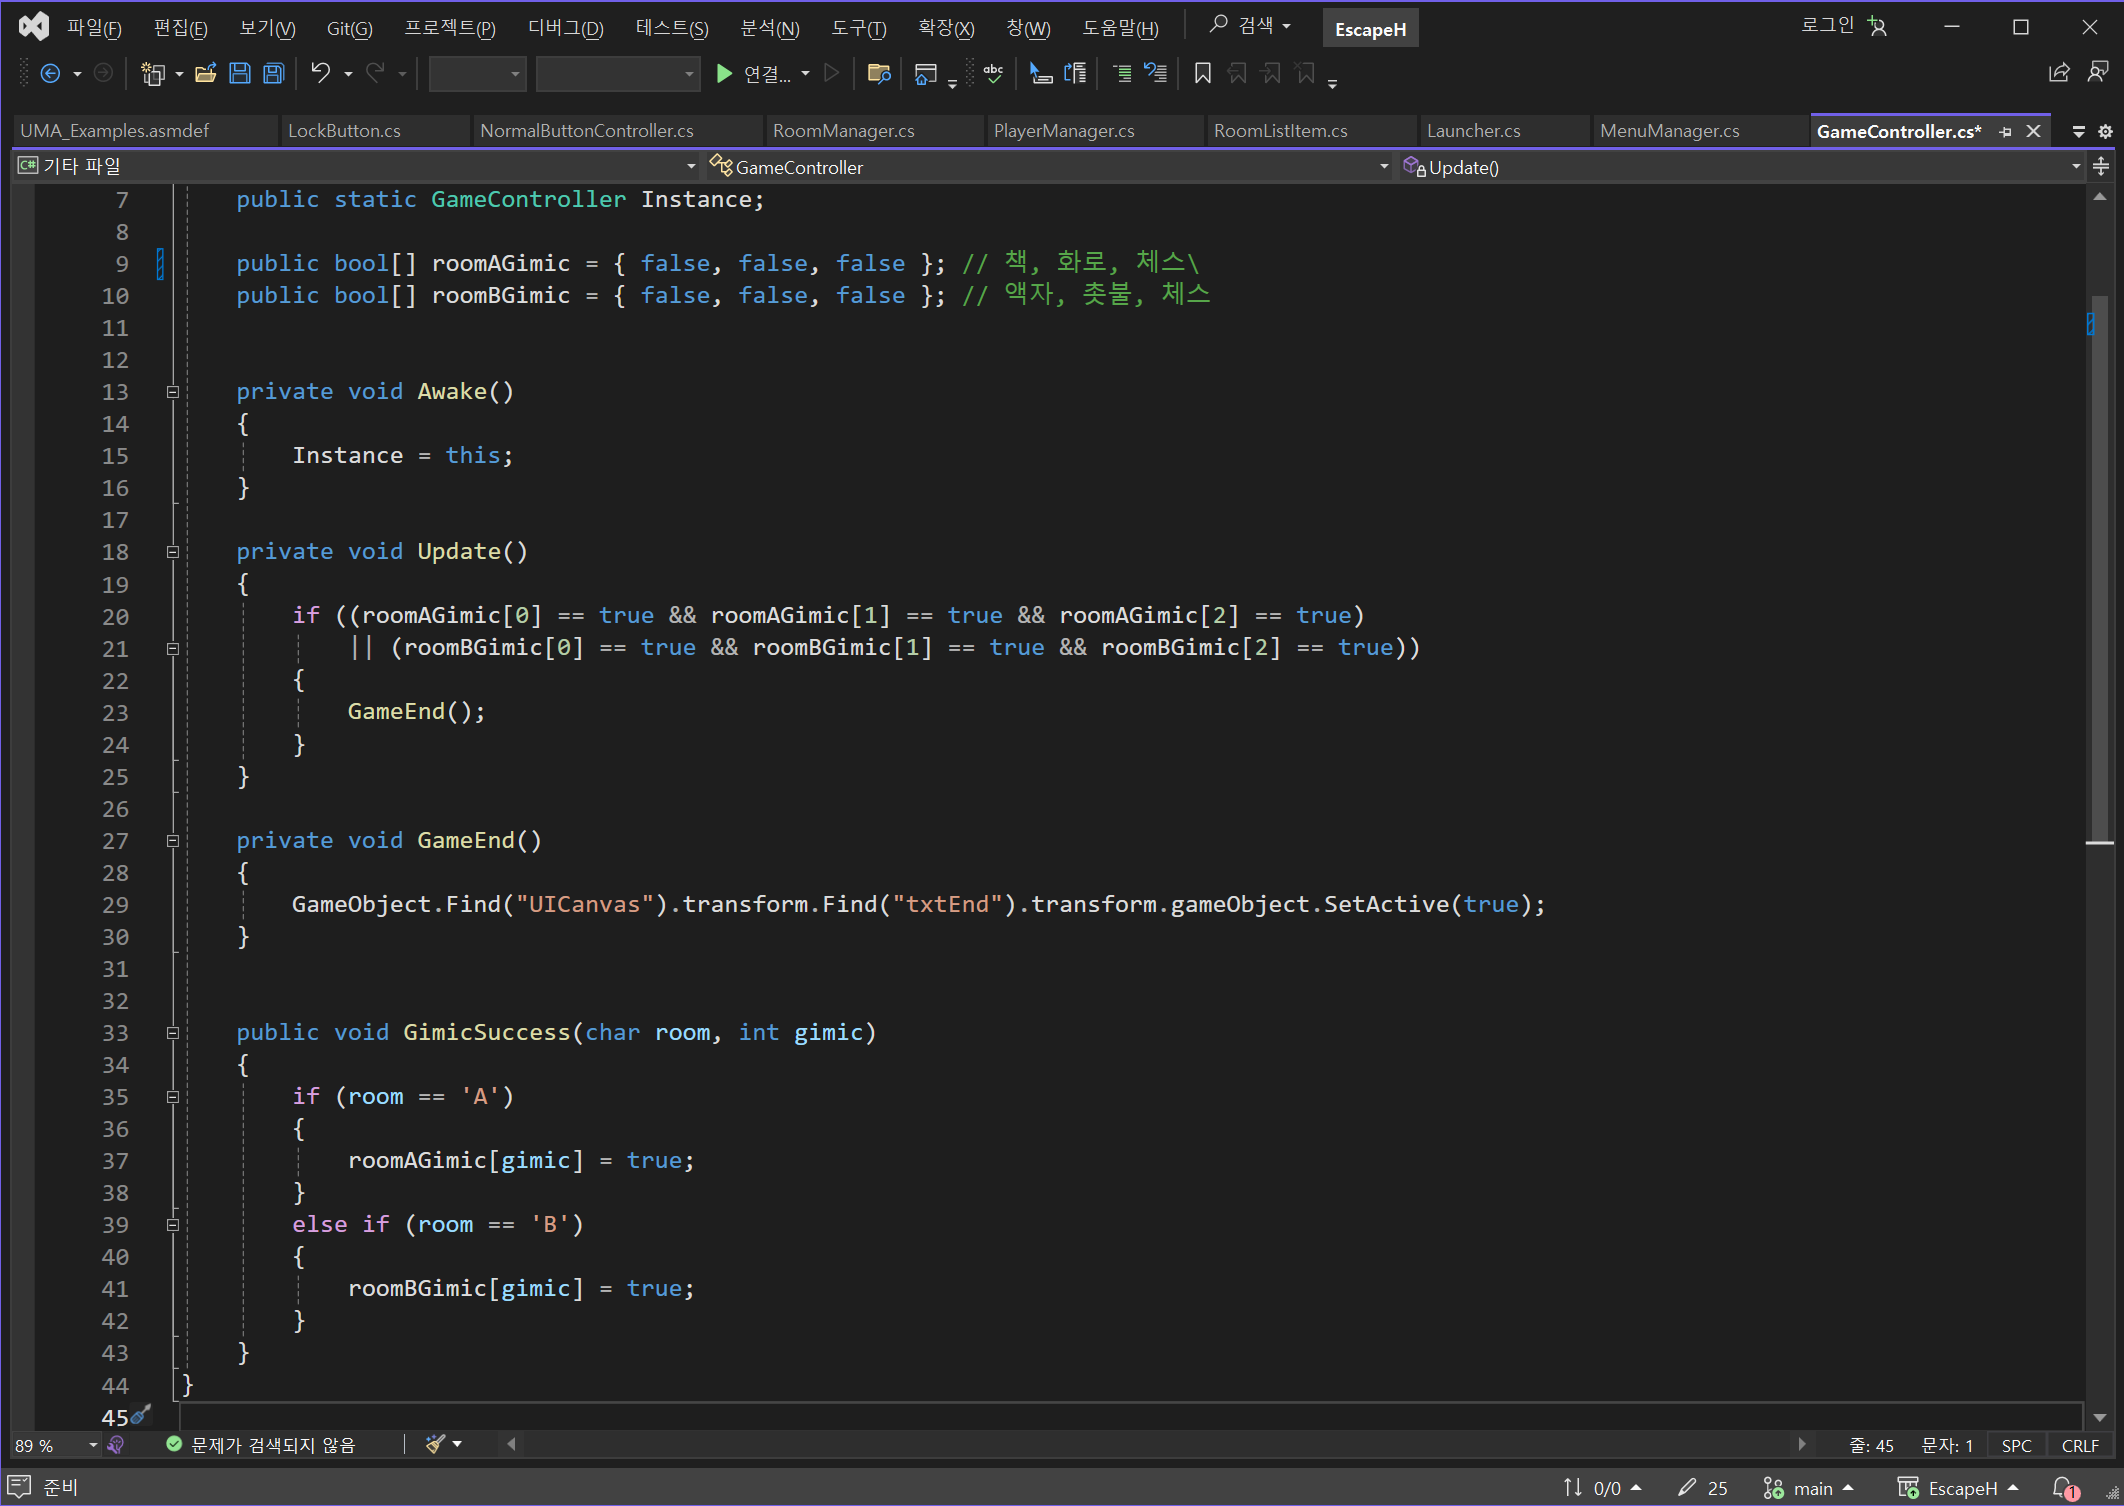 파일(F) 편집(E) 보기(V) Git(G) 프로젝트(P) 디버그(D) 테스트(S) 분석(N) 도구(T) 확장(X) 창(W) 도움말(H) 검색 EscapeH 로그인
연결...
UMA_Examples.asmdef LockButton.cs NormalButtonController.cs RoomManager.cs PlayerManager.cs RoomListItem.cs Launcher.cs MenuManager.cs GameController.cs*
C# 기타 파일 GameController Update()
7 public static GameController Instance;
8
9 public bool[] roomAGimic = { false, false, false }; // 책, 화로, 체스\
10 public bool[] roomBGimic = { false, false, false }; // 액자, 촛불, 체스
11
12
13 private void Awake()
14 {
15 Instance = this;
16 }
17
18 private void Update()
19 {
20 if ((roomAGimic[0] == true && roomAGimic[1] == true && roomAGimic[2] == true)
21 || (roomBGimic[0] == true && roomBGimic[1] == true && roomBGimic[2] == true))
22 {
23 GameEnd();
24 }
25 }
26
27 private void GameEnd()
28 {
29 GameObject.Find("UICanvas").transform.Find("txtEnd").transform.gameObject.SetActive(true);
30 }
31
32
33 public void GimicSuccess(char room, int gimic)
34 {
35 if (room == 'A')
36 {
37 roomAGimic[gimic] = true;
38 }
39 else if (room == 'B')
40 {
41 roomBGimic[gimic] = true;
42 }
43 }
44 }
45
89 % 문제가 검색되지 않음 줄: 45 문자: 1 SPC CRLF
준비 0/0 25 main EscapeH 1